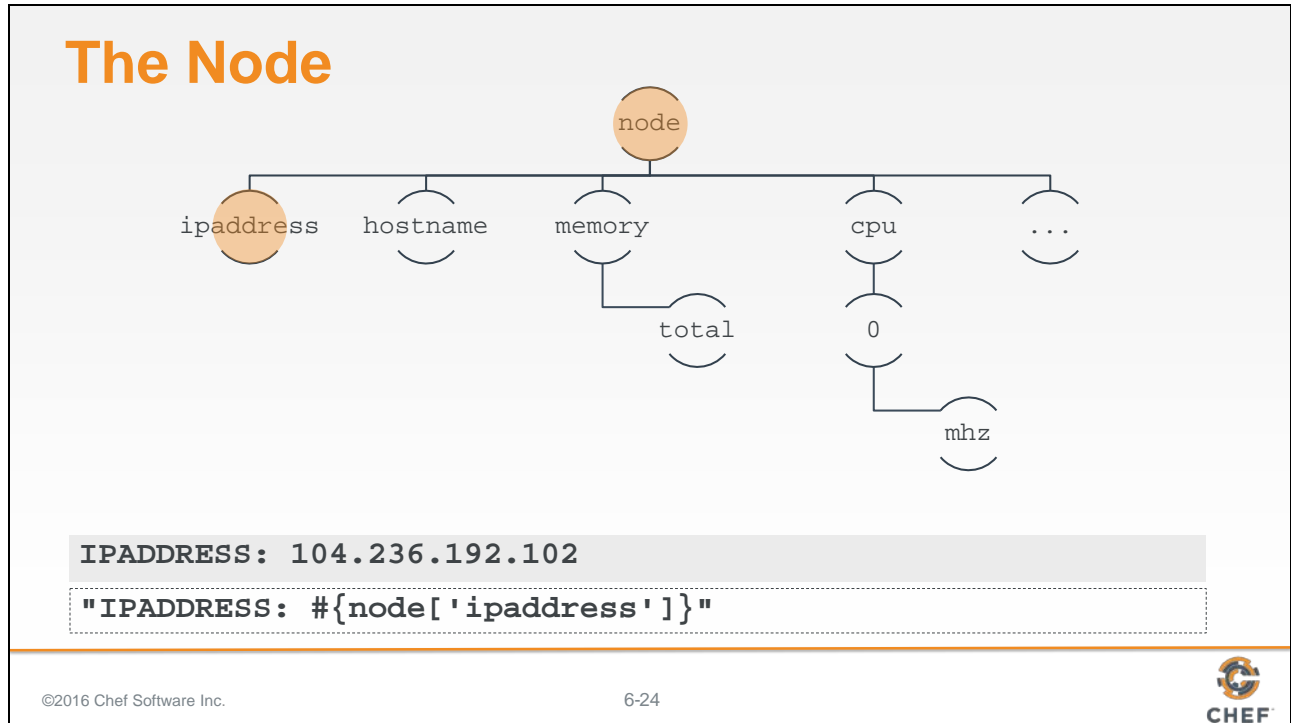 The Node
node
ipaddress hostname memory cpu ...
total 0
mhz
IPADDRESS: 104.236.192.102
"IPADDRESS: #{node['ipaddress']}"
©2016 Chef Software Inc. 6-24
CHEF